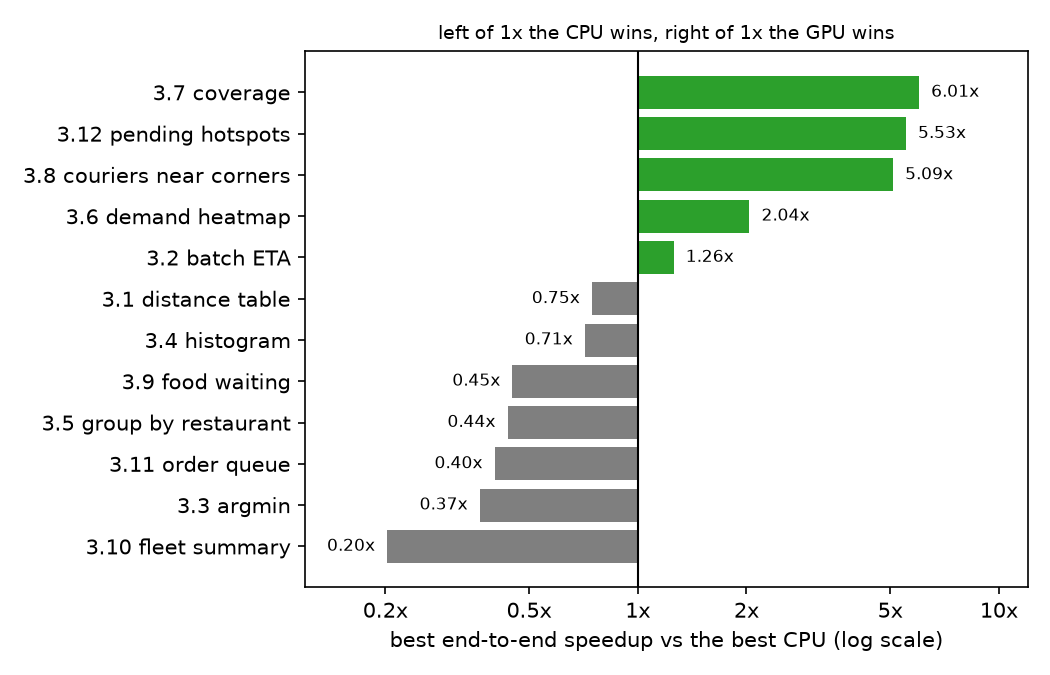 left of 1x the CPU wins, right of 1x the GPU wins
3.7 coverage 6.01x
3.12 pending hotspots 5.53x
3.8 couriers near corners 5.09x
3.6 demand heatmap 2.04x
3.2 batch ETA 1.26x
3.1 distance table 0.75x
3.4 histogram 0.71x
3.9 food waiting 0.45x
3.5 group by restaurant 0.44x
3.11 order queue 0.40x
3.3 argmin 0.37x
3.10 fleet summary 0.20x
0.2x 0.5x 1x 2x 5x 10x
best end-to-end speedup vs the best CPU (log scale)